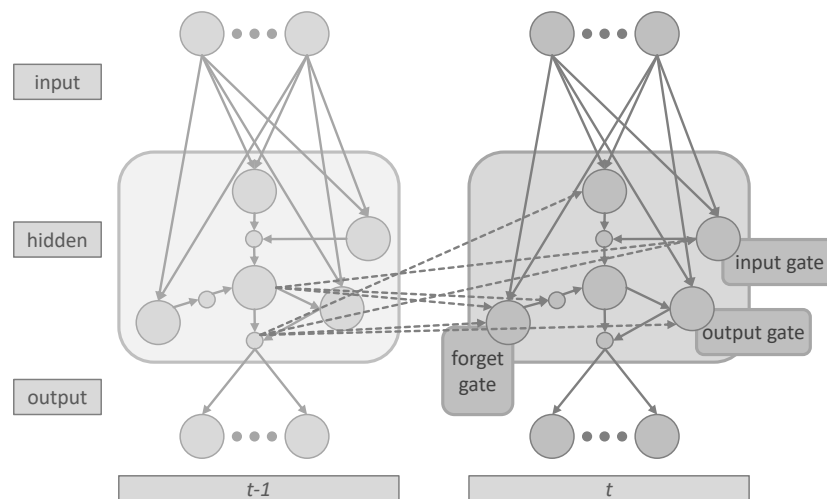 input
hidden
input gate
output gate
forget
gate
output
t-1
t